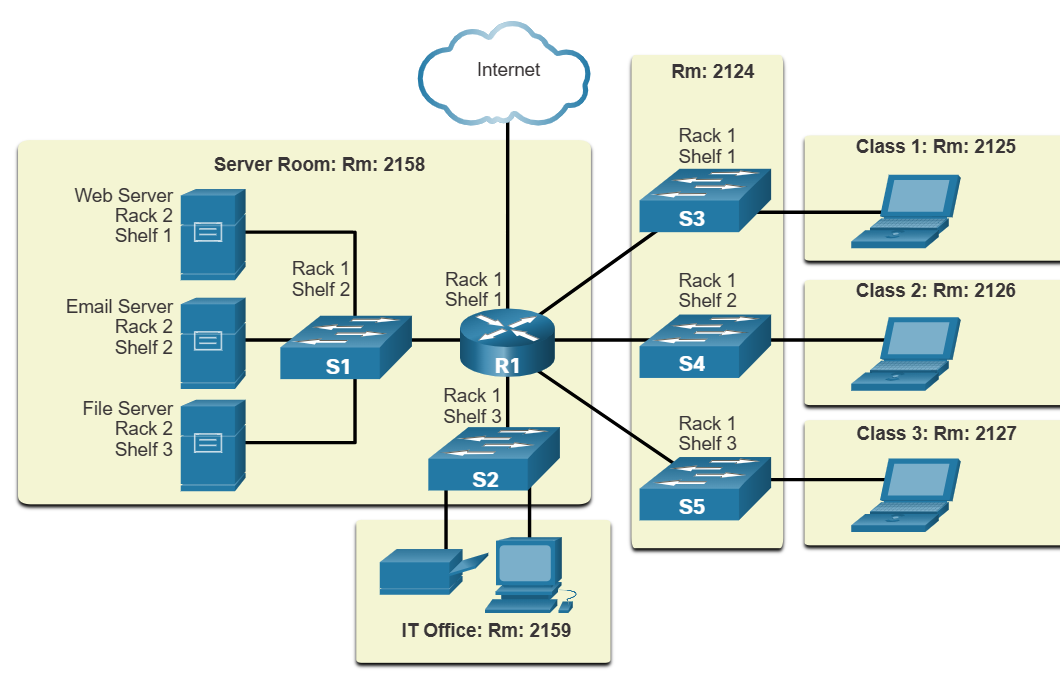 Internet
Server Room: Rm: 2158
Web Server
Rack 2
Shelf 1
Rack 1
Shelf 2
Email Server
Rack 2
Shelf 2
S1
File Server
Rack 2
Shelf 3
Rack 1
Shelf 1
R1
Rack 1
Shelf 3
S2
IT Office: Rm: 2159
Rm: 2124
Rack 1
Shelf 1
S3
Rack 1
Shelf 2
S4
Rack 1
Shelf 3
S5
Class 1: Rm: 2125
Class 2: Rm: 2126
Class 3: Rm: 2127